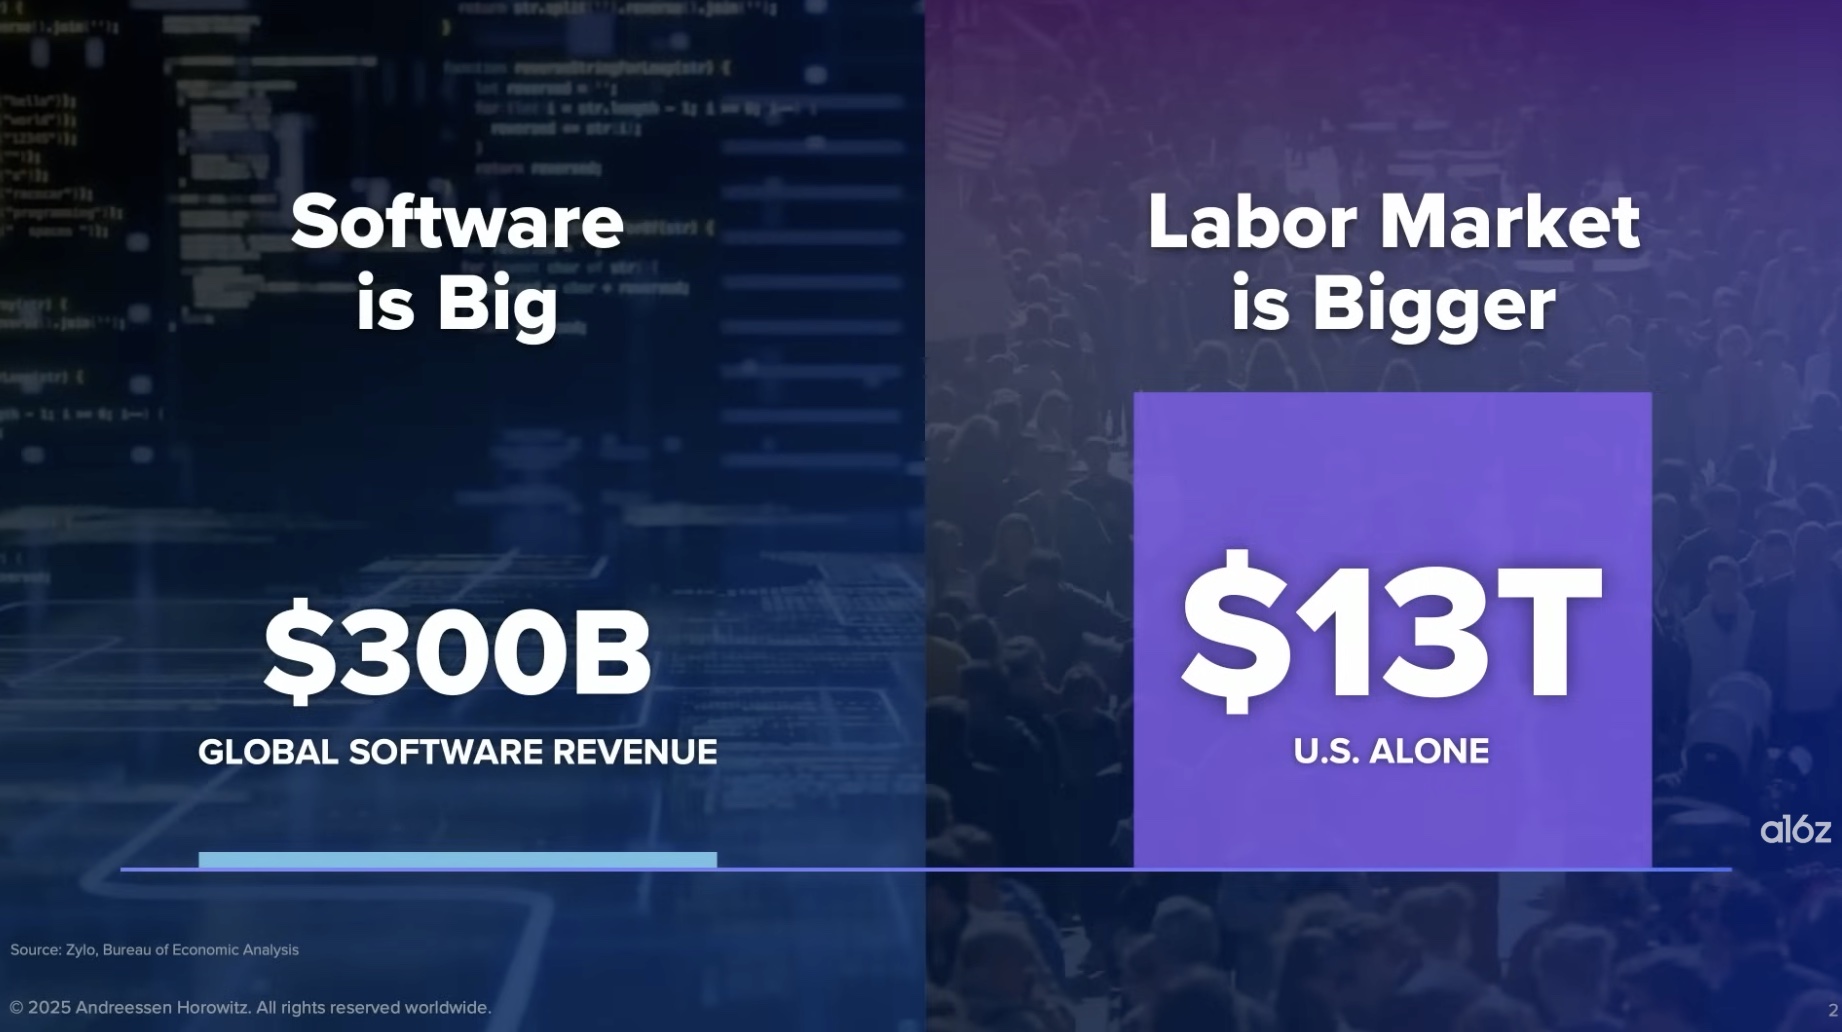 Software
is Big
$300B
GLOBAL SOFTWARE REVENUE
Labor Market
is Bigger
$13T
U.S. ALONE
a16z
Source: Zylo, Bureau of Economic Analysis
© 2025 Andreessen Horowitz. All rights reserved worldwide.
2